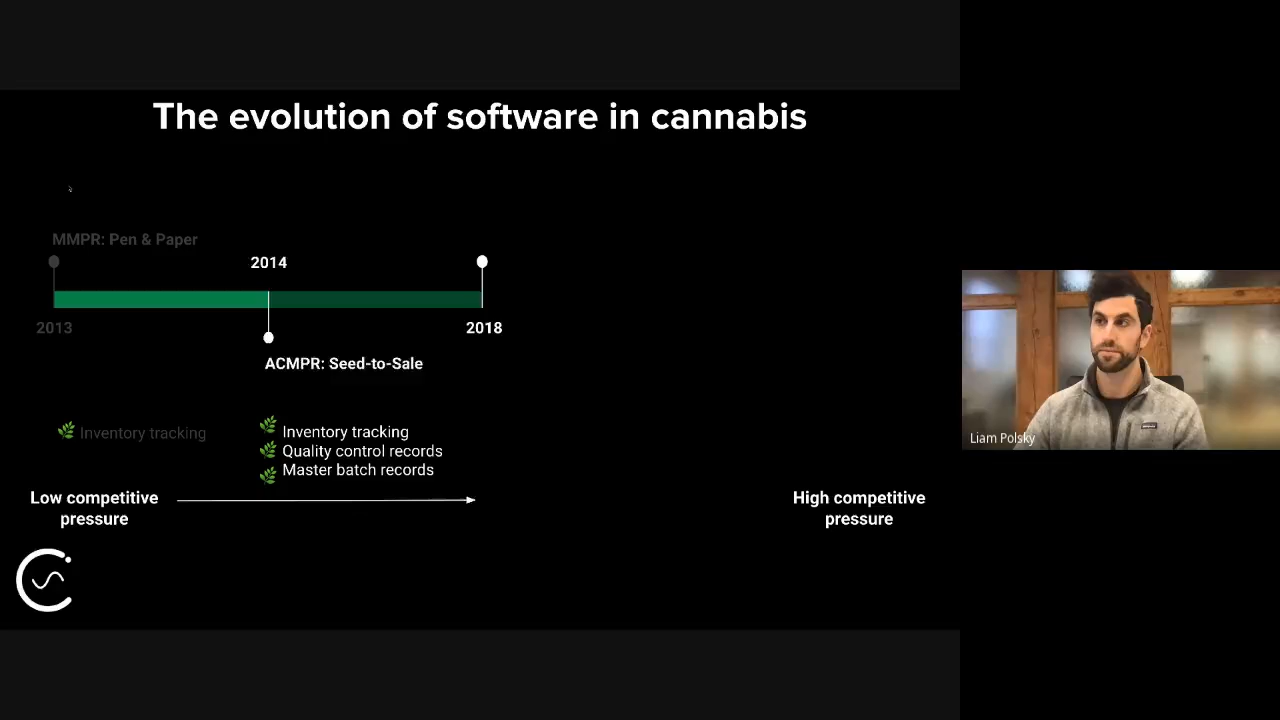 The evolution of software in cannabis
MMPR: Pen & Paper
2014
2013
2018
ACMPR: Seed-to-Sale
Inventory tracking
Inventory tracking
Quality control records
Master batch records
Low competitive
pressure
High competitive
pressure
Liam Polsky